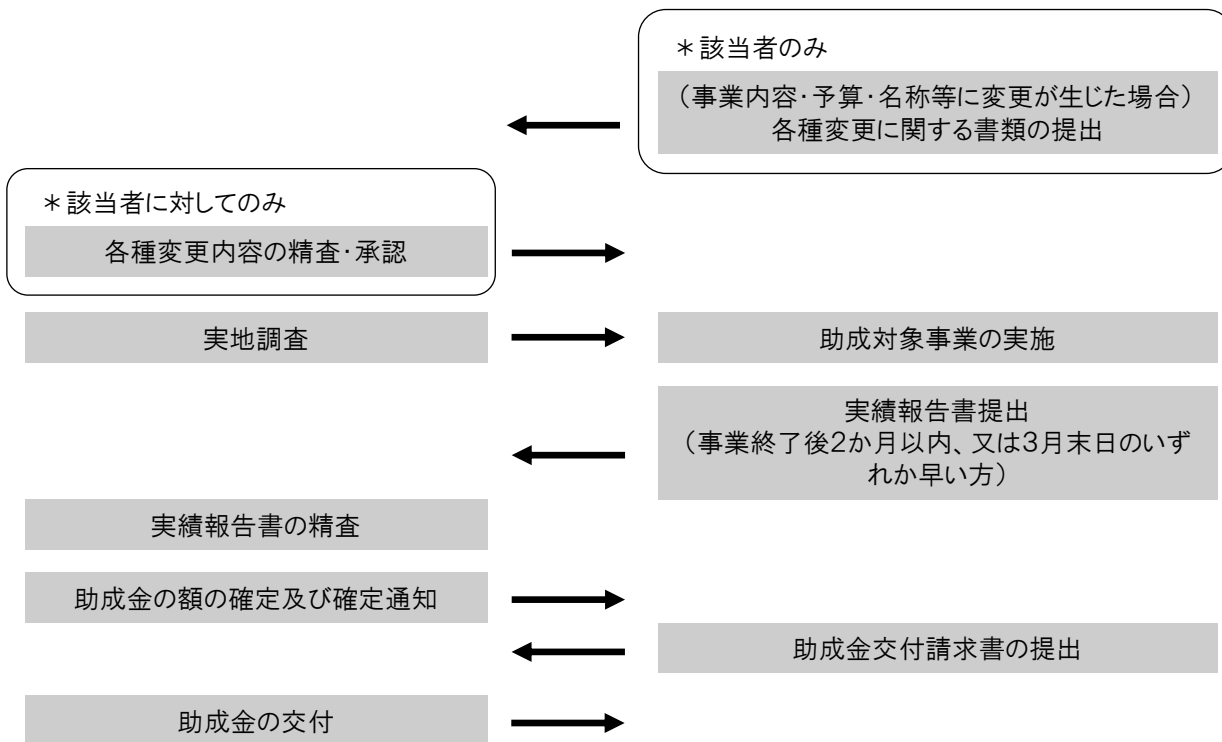 ＊該当者のみ
（事業内容・予算・名称等に変更が生じた場合）
各種変更に関する書類の提出
＊該当者に対してのみ
各種変更内容の精査・承認
実地調査
助成対象事業の実施
実績報告書提出
（事業終了後2か月以内、又は3月末日のいず
れか早い方）
実績報告書の精査
助成金の額の確定及び確定通知
助成金交付請求書の提出
助成金の交付